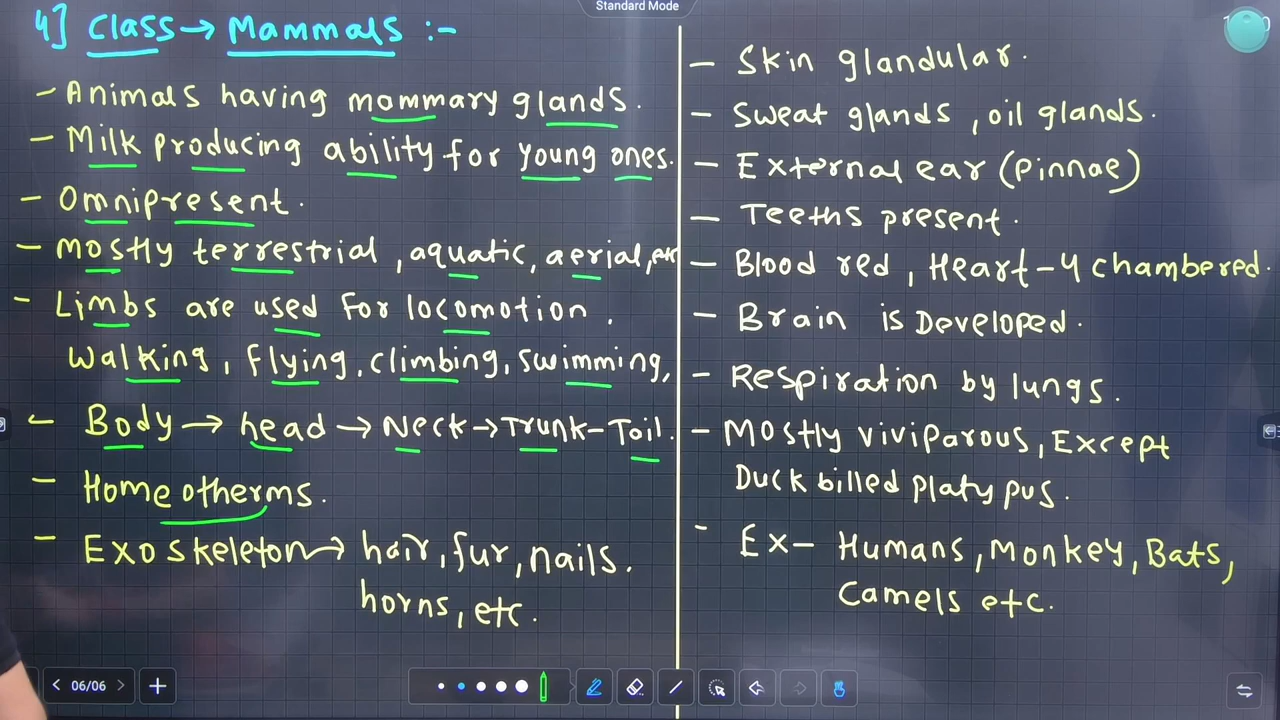 Standard Mode
4] Class → Mammals :-
- Animals having mammary glands.
- Milk producing ability for young ones.
- Omnipresent.
- Mostly terrestrial, aquatic, aerial, etc
- Limbs are used for locomotion.
Walking, flying, climbing, swimming,
- Body → head → Neck → Trunk - Tail.
- Homeotherms.
- Exoskeleton → hair, fur, nails.
horns, etc.
- Skin glandular.
- Sweat glands, oil glands.
- External ear (Pinnae)
- Teeths present.
- Blood red, Heart-4 chambered.
- Brain is Developed.
- Respiration by lungs.
- Mostly viviparous, Except
Duck billed Platypus.
- Ex- Humans, Monkey, Bats,
Camels etc.
06/06